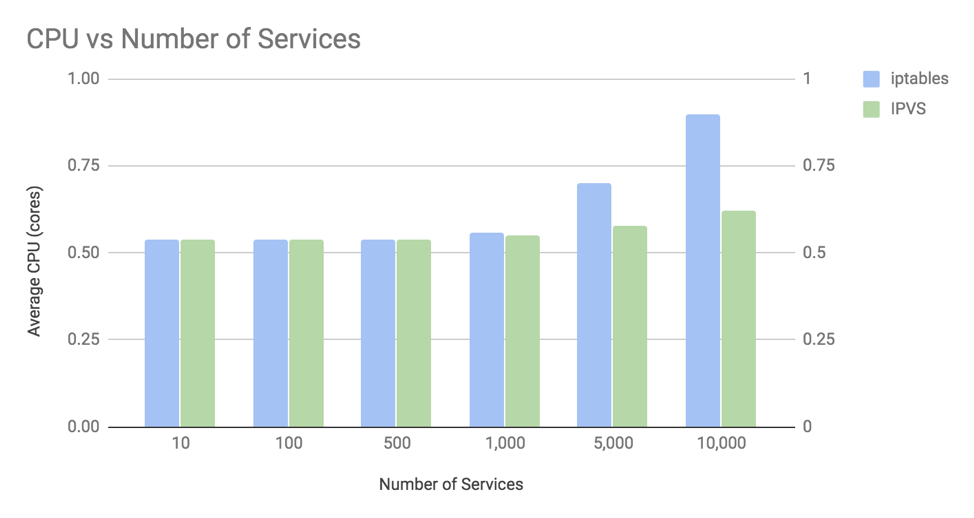 CPU vs Number of Services
1.00 1 iptables
IPVS
0.75 0.75
Average CPU (cores)
0.50 0.5
0.25 0.25
0.00 0
10 100 500 1,000 5,000 10,000
Number of Services